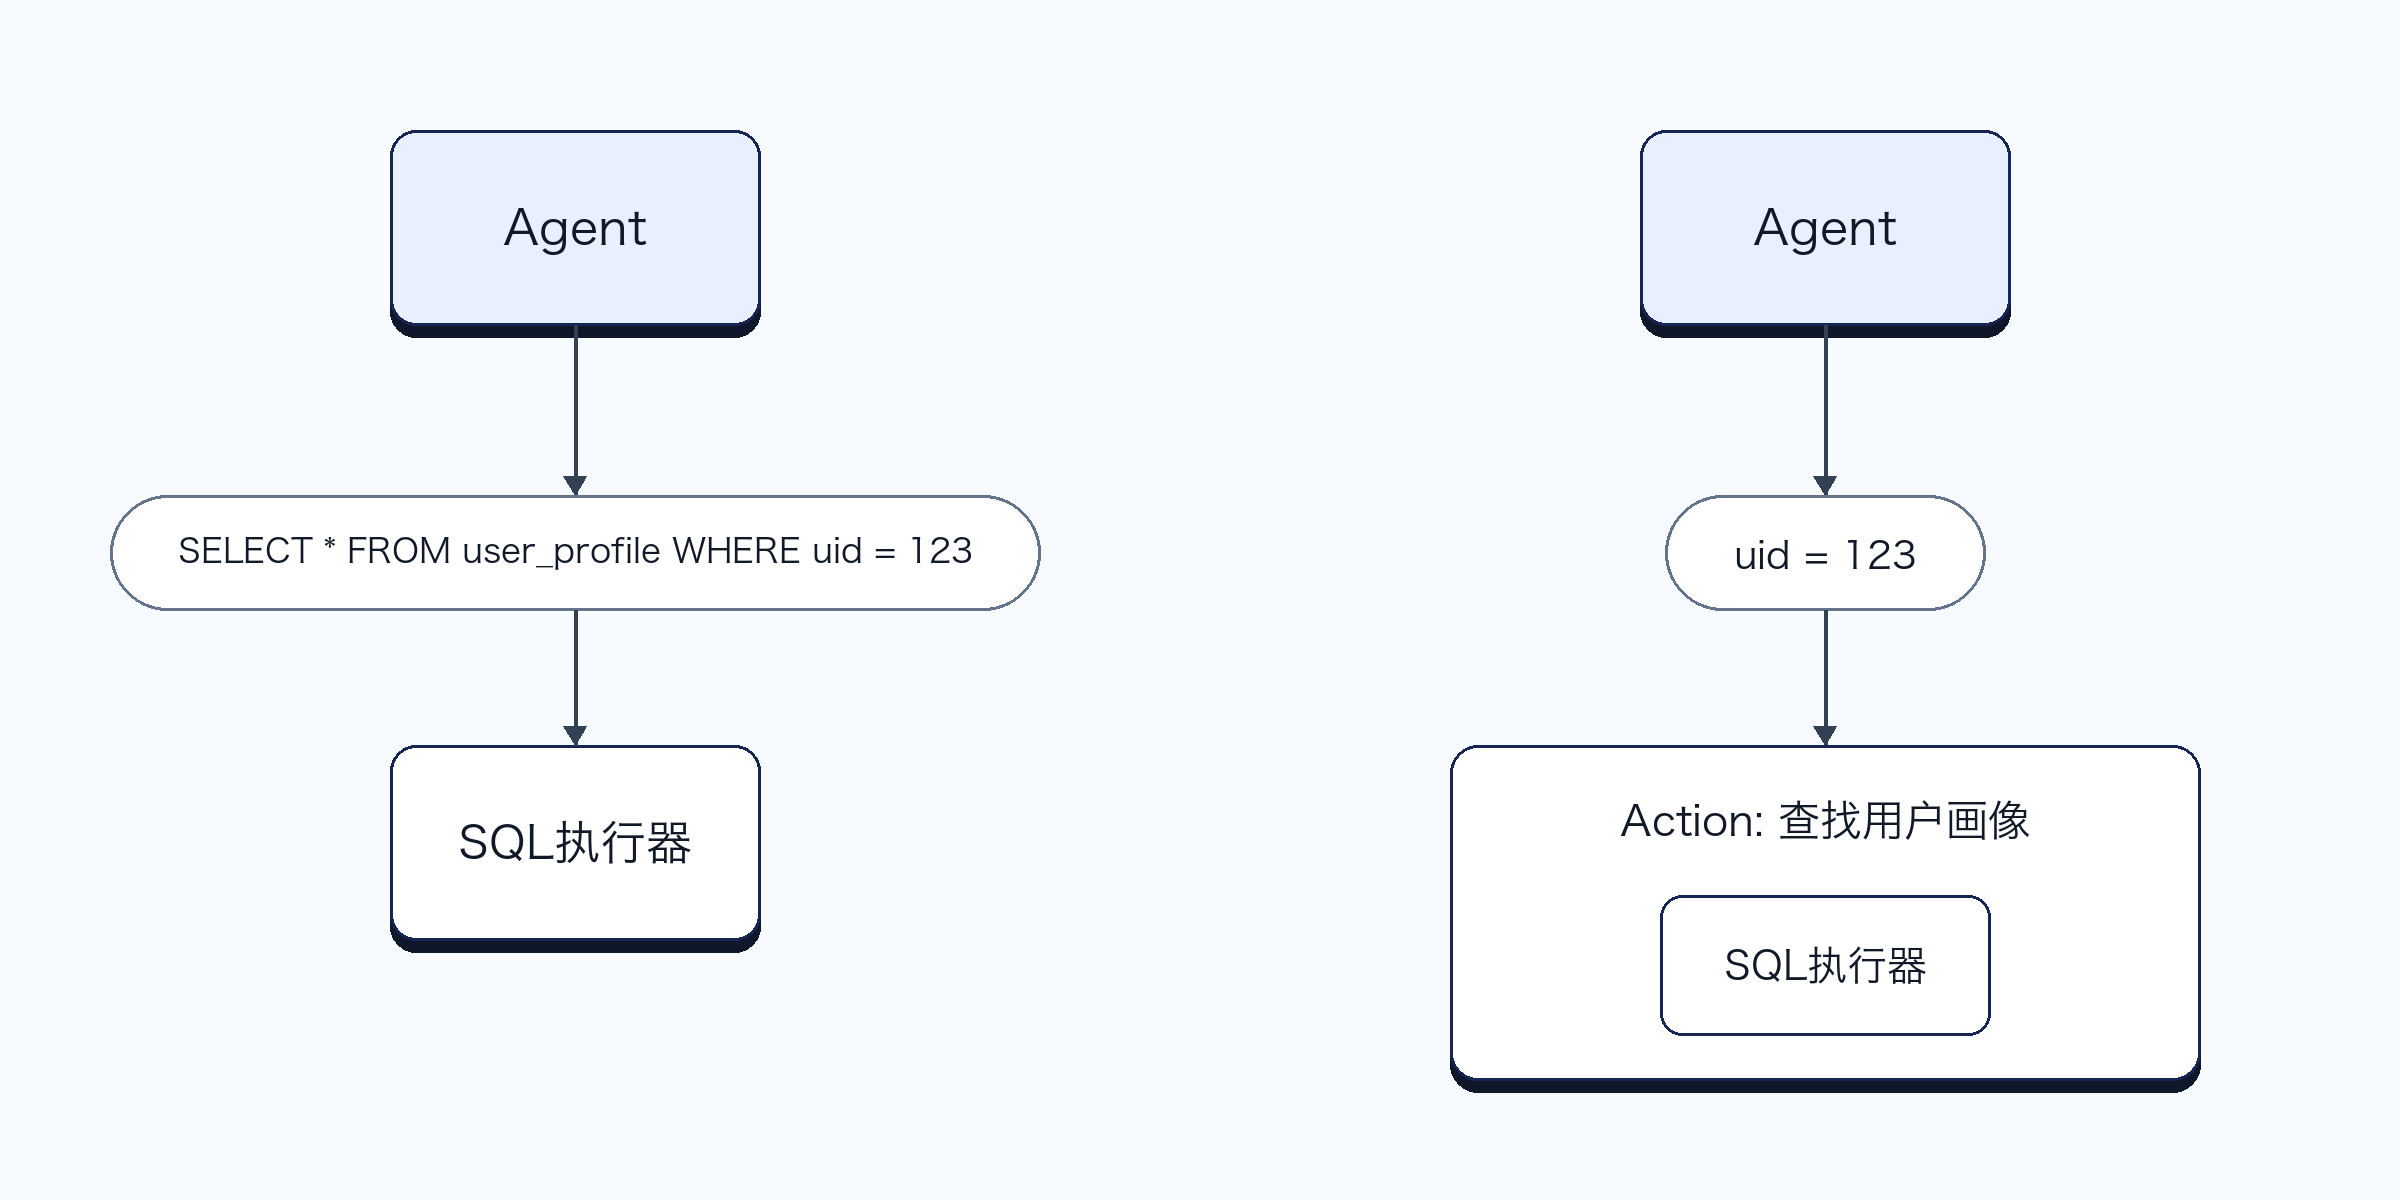 Agent
SELECT * FROM user_profile WHERE uid = 123
SQL执行器
Agent
uid = 123
Action: 查找用户画像
SQL执行器